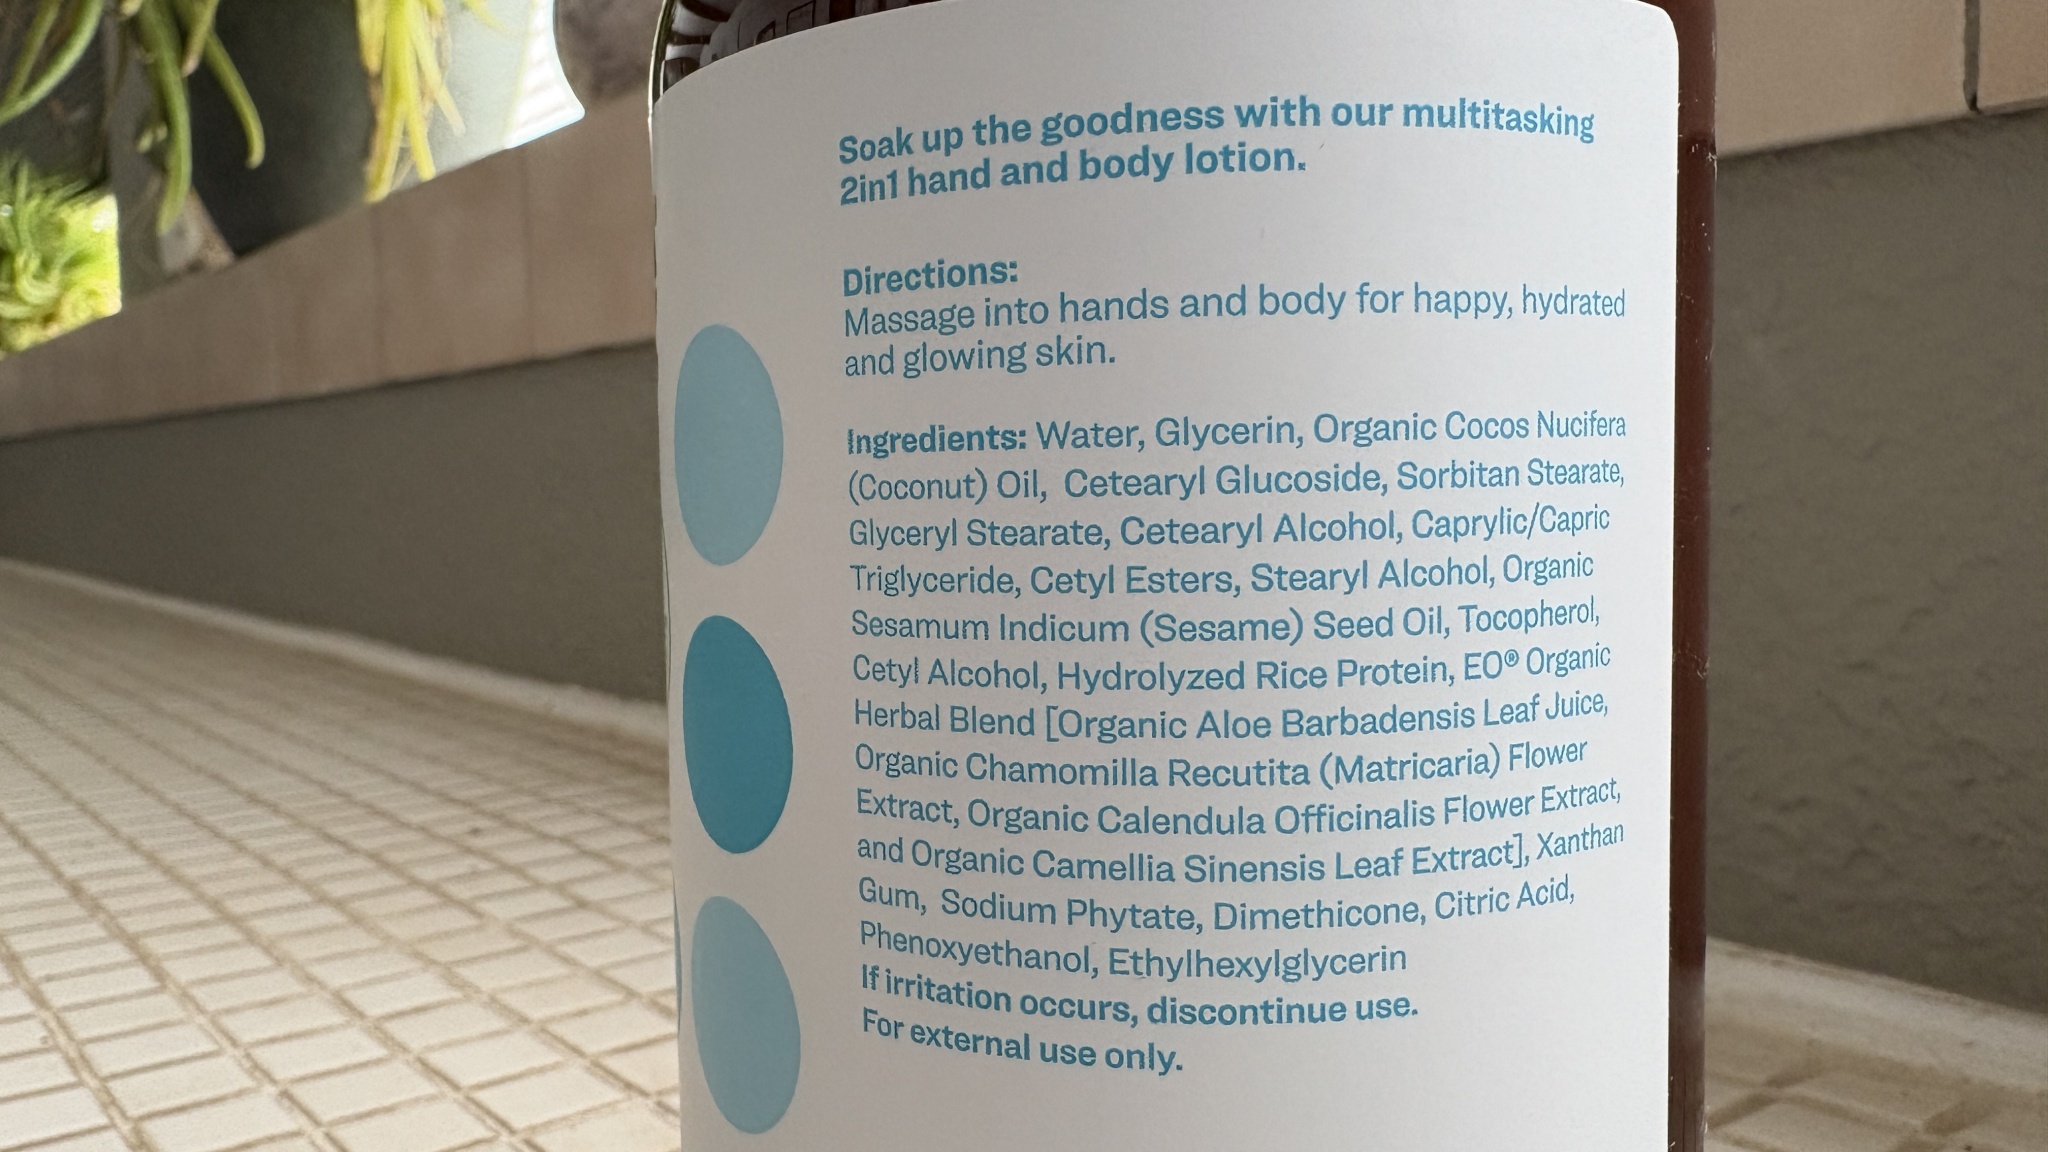 Soak up the goodness with our multitasking
2in1 hand and body lotion.
Directions:
Massage into hands and body for happy, hydrated
and glowing skin.
Ingredients: Water, Glycerin, Organic Cocos Nucifera
(Coconut) Oil, Cetearyl Glucoside, Sorbitan Stearate,
Glyceryl Stearate, Cetearyl Alcohol, Caprylic/Capric
Triglyceride, Cetyl Esters, Stearyl Alcohol, Organic
Sesamum Indicum (Sesame) Seed Oil, Tocopherol,
Cetyl Alcohol, Hydrolyzed Rice Protein, EO® Organic
Herbal Blend [Organic Aloe Barbadensis Leaf Juice,
Organic Chamomilla Recutita (Matricaria) Flower
Extract, Organic Calendula Officinalis Flower Extract,
and Organic Camellia Sinensis Leaf Extract], Xanthan
Gum, Sodium Phytate, Dimethicone, Citric Acid,
Phenoxyethanol, Ethylhexylglycerin
If irritation occurs, discontinue use.
For external use only.